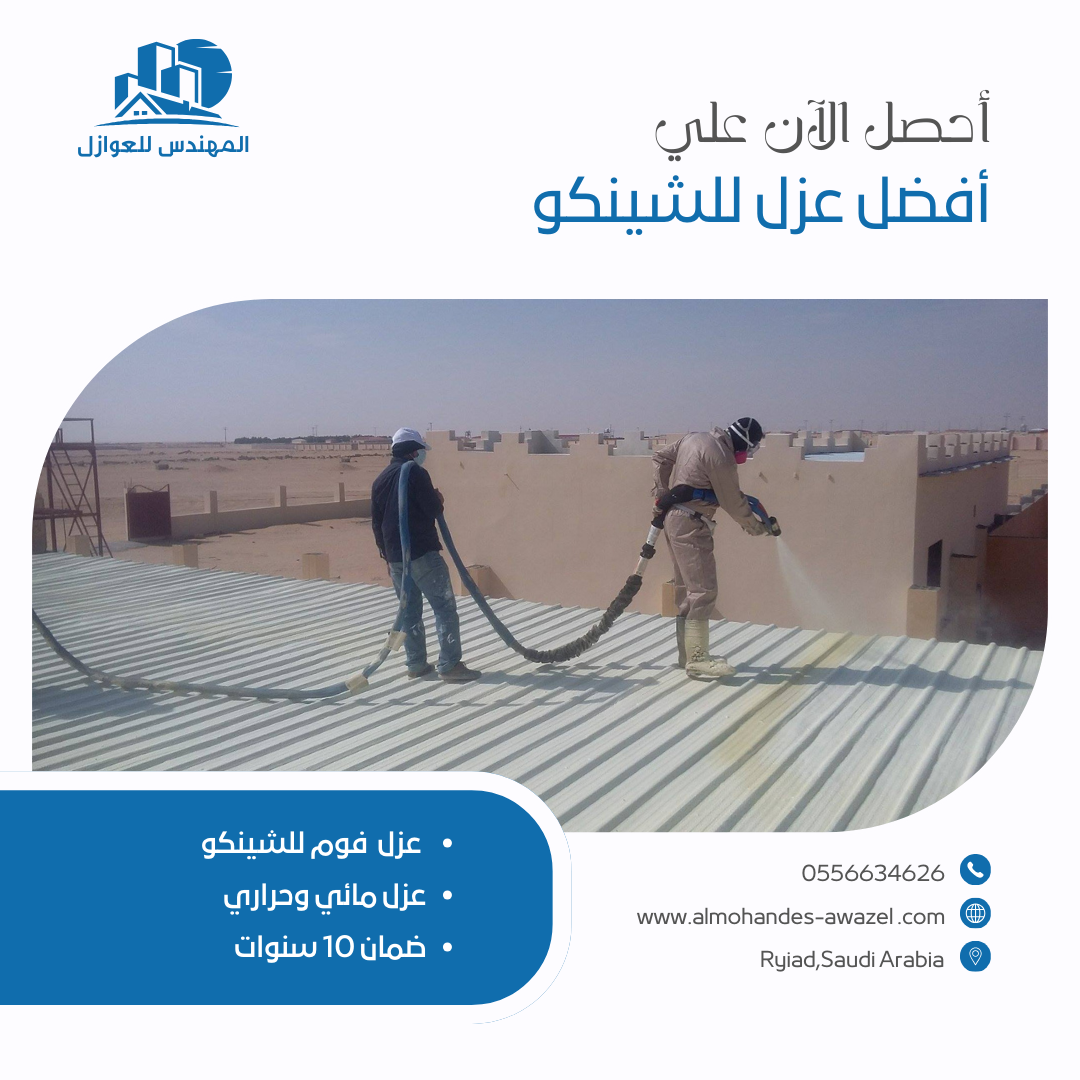 المهندس للعوازل
أحصل الآن علي
أفضل عزل للشينكو
• عزل فوم للشينكو
• عزل مائي وحراري
• ضمان 10 سنوات
0556634626
www.almohandes-awazel.com
Ryiad,Saudi Arabia